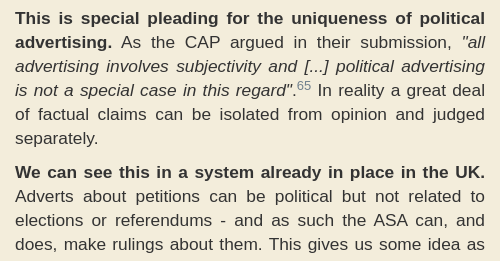 This is special pleading for the uniqueness of political
advertising. As the CAP argued in their submission, "all
advertising involves subjectivity and [...] political advertising
is not a special case in this regard".65 In reality a great deal
of factual claims can be isolated from opinion and judged
separately.
We can see this in a system already in place in the UK.
Adverts about petitions can be political but not related to
elections or referendums - and as such the ASA can, and
does, make rulings about them. This gives us some idea as